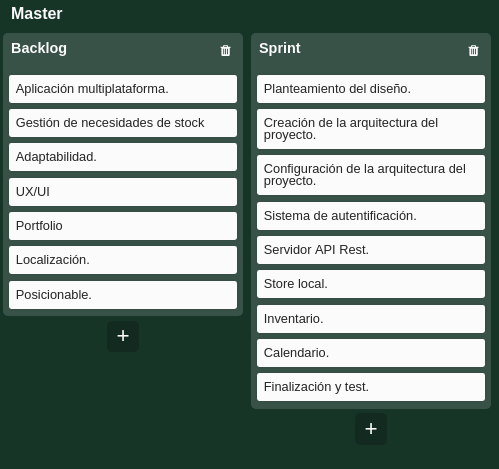 Master
Backlog
Aplicación multiplataforma.
Gestión de necesidades de stock
Adaptabilidad.
UX/UI
Portfolio
Localización.
Posicionable.
+
Sprint
Planteamiento del diseño.
Creación de la arquitectura del
proyecto.
Configuración de la arquitectura del
proyecto.
Sistema de autentificación.
Servidor API Rest.
Store local.
Inventario.
Calendario.
Finalización y test.
+